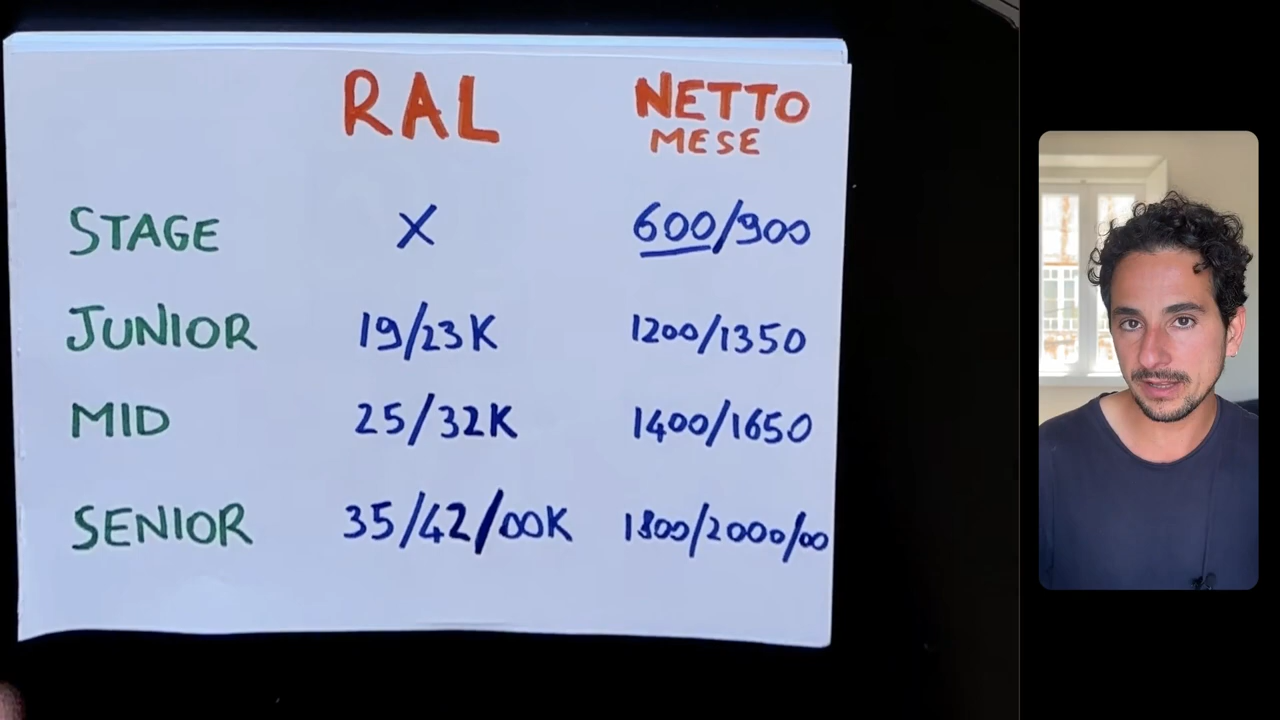 RAL NETTO
MESE
STAGE X 600/900
JUNIOR 19/23K 1200/1350
MID 25/32K 1400/1650
SENIOR 35/42/00K 1800/2000/00